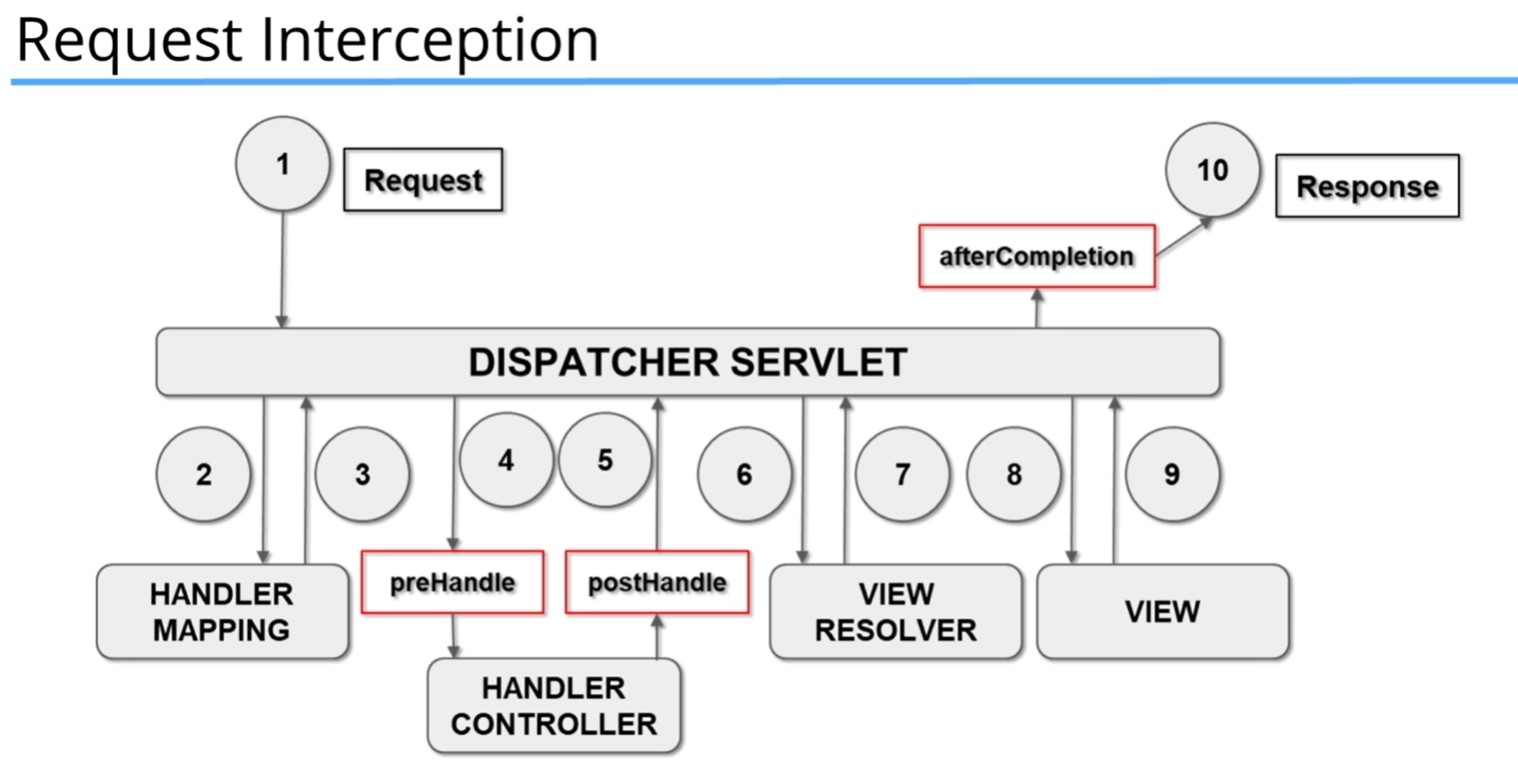 Request Interception
1
Request
10
Response
afterCompletion
DISPATCHER SERVLET
2
3
4
5
6
7
8
9
HANDLER
MAPPING
preHandle
postHandle
VIEW
RESOLVER
VIEW
HANDLER
CONTROLLER